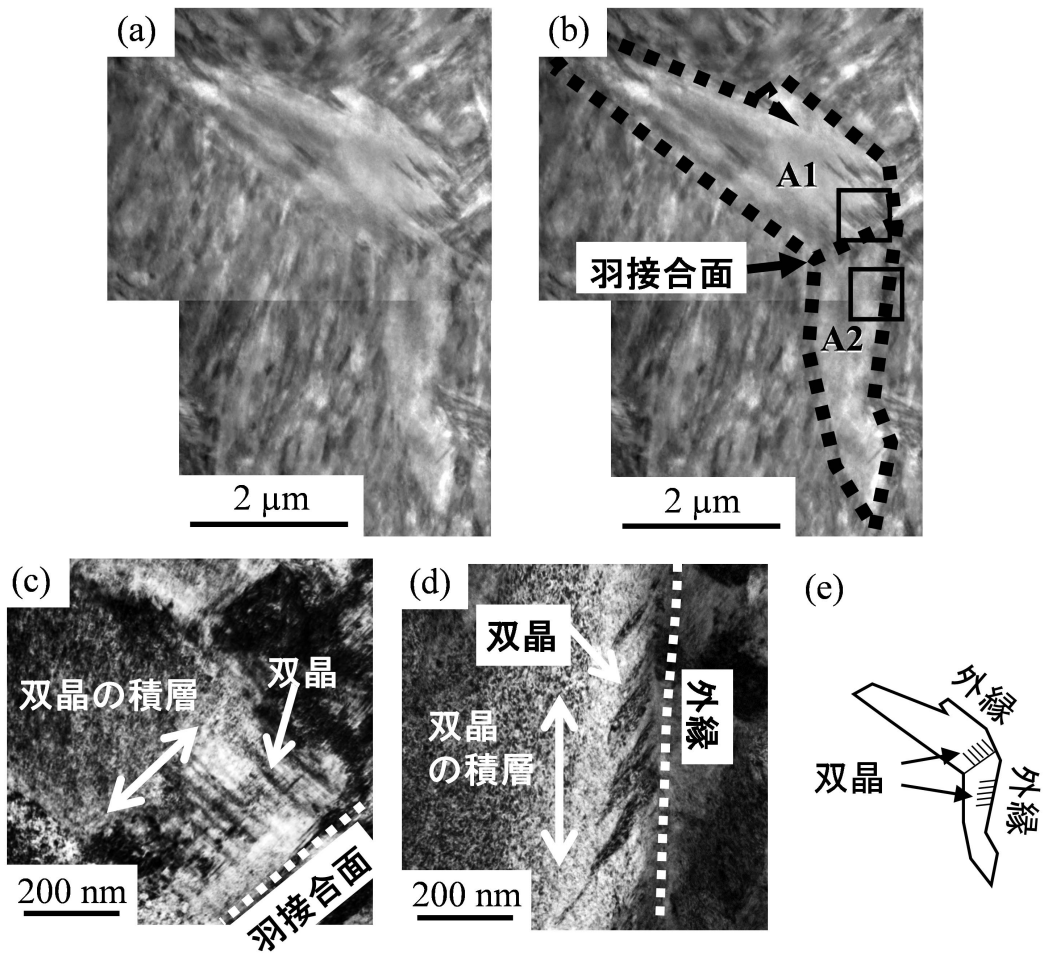 (a)
(b)
A1
羽接合面
A2
2 µm
2 µm
(c)
双晶の積層
双晶
羽接合面
200 nm
(d)
双晶
双晶
の積層
外縁
200 nm
(e)
外縁
双晶
外縁